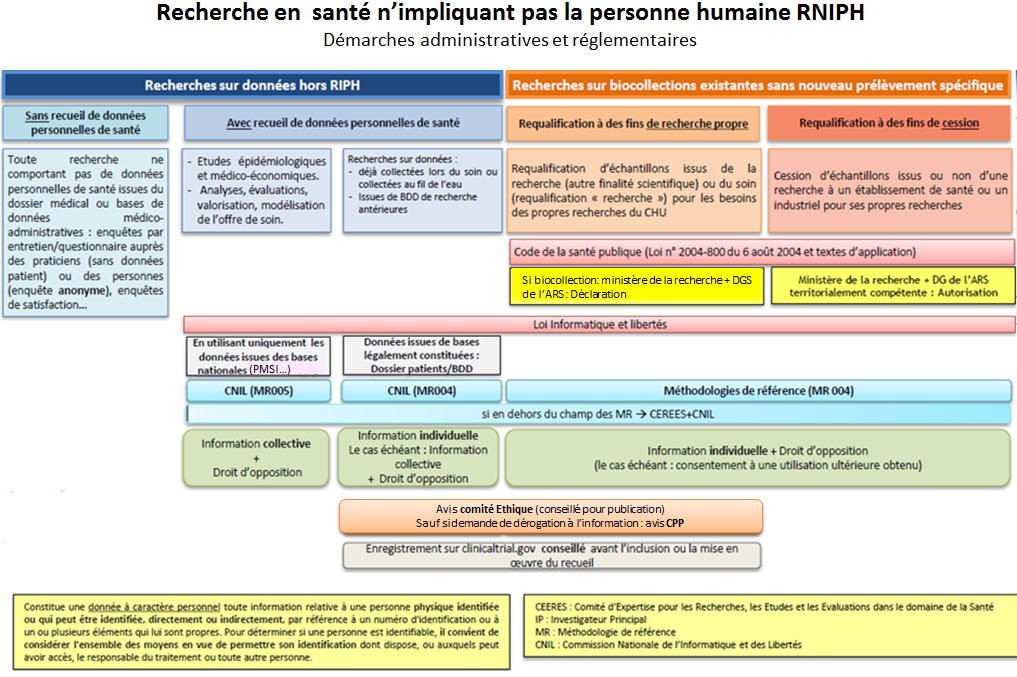 Recherche en santé n'impliquant pas la personne humaine RNIPH
Démarches administratives et réglementaires
Recherches sur données hors RIPH
Recherches sur biocollections existantes sans nouveau prélèvement spécifique
Sans recueil de données
personnelles de santé
Avec recueil de données personnelles de santé
Requalification à des fins de recherche propre
Requalification à des fins de cession
Toute recherche ne
comportant pas de données
personnelles de santé issues du
dossier médical ou bases de
données médico-
administratives : enquêtes par
entretien/questionnaire auprès
des praticiens (sans données
patient) ou des personnes
(enquête anonyme), enquêtes
de satisfaction...
- Etudes épidémiologiques
et médico-économiques.
- Analyses, évaluations,
valorisation, modélisation
de l'offre de soin.
Recherches sur données :
- déjà collectées lors du soin ou
collectées au fil de l'eau
- Issues de BDD de recherche
antérieures
Requalification d'échantillons issus de la
recherche (autre finalité scientifique) ou du soin
(requalification « recherche ») pour les besoins
des propres recherches du CHU
Cession d'échantillons issus ou non d'une
recherche à un établissement de santé ou un
industriel pour ses propres recherches
Code de la santé publique (Loi n° 2004-800 du 6 août 2004 et textes d'application)
Si biocollection: ministère de la recherche + DGS
de l'ARS : Déclaration
Ministère de la recherche + DG de l'ARS
territorialement compétente : Autorisation
Loi Informatique et libertés
En utilisant uniquement les
données issues des bases
nationales (PMSI...)
Données issues de bases
légalement constituées :
Dossier patients/BDD
CNIL (MR005)
CNIL (MR004)
Méthodologies de référence (MR 004)
si en dehors du champ des MR → CEREES+CNIL
Information collective
+
Droit d'opposition
Information individuelle
Le cas échéant : Information
collective
+ Droit d'opposition
Information individuelle + Droit d'opposition
(le cas échéant : consentement à une utilisation ultérieure obtenu)
Avis comité Ethique (conseillé pour publication)
Sauf si demande de dérogation à l'information : avis CPP
Enregistrement sur clinicaltrial.gov conseillé avant l'inclusion ou la mise en
œuvre du recueil
Constitue une donnée à caractère personnel toute information relative à une personne physique identifiée
ou qui peut être identifiée, directement ou indirectement, par référence à un numéro d'identification ou à
un ou plusieurs éléments qui lui sont propres. Pour déterminer si une personne est identifiable, il convient de
considérer l'ensemble des moyens en vue de permettre son identification dont dispose, ou auxquels peut
avoir accès, le responsable du traitement ou toute autre personne.
CEERES : Comité d'Expertise pour les Recherches, les Etudes et les Evaluations dans le domaine de la Santé
IP : Investigateur Principal
MR : Méthodologie de référence
CNIL : Commission Nationale de l'Informatique et des Libertés